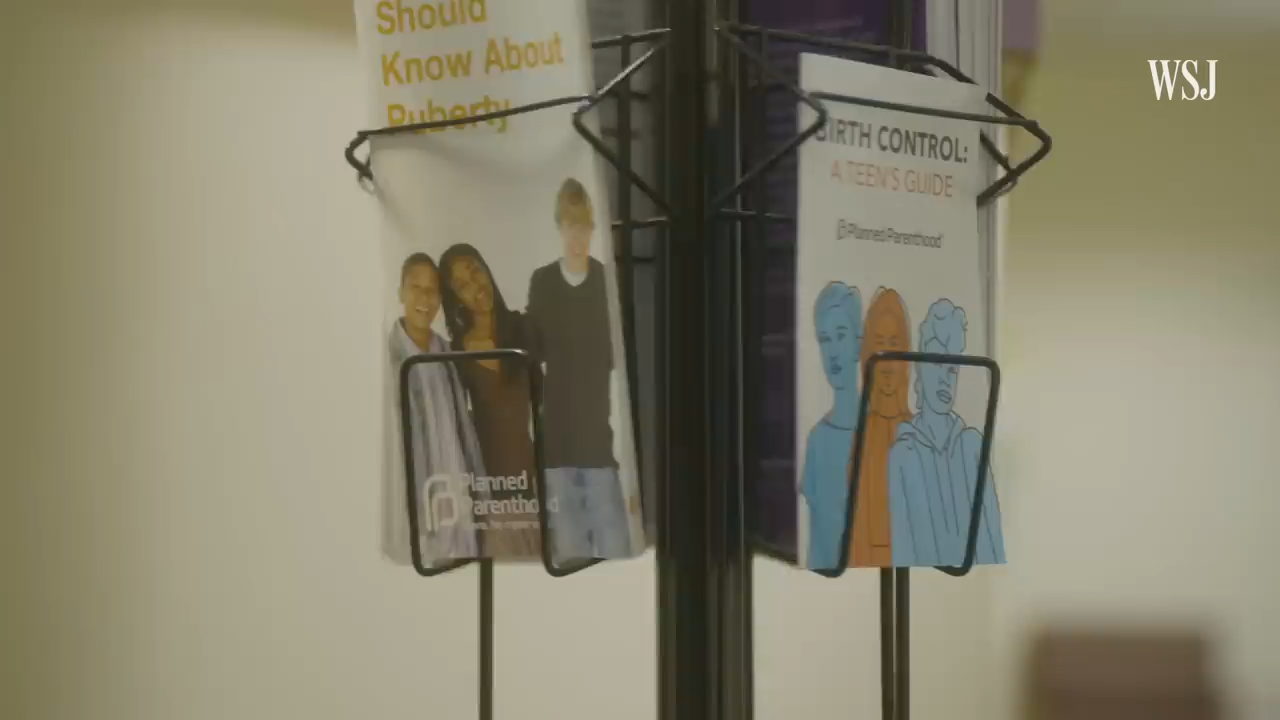 Should
Know About
Puberty
Planned
Parenthood
WSJ
BIRTH CONTROL:
A TEEN'S GUIDE
Planned Parenthood